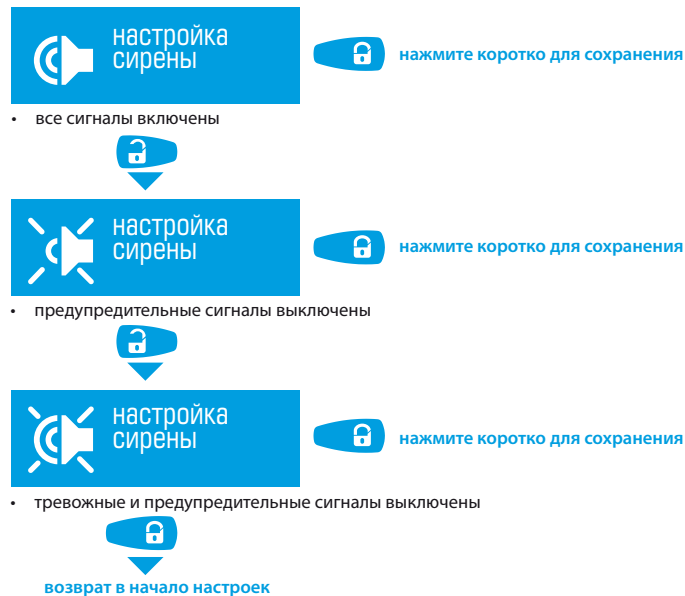 настройка
сирены
нажмите коротко для сохранения
• все сигналы включены
настройка
сирены
нажмите коротко для сохранения
• предупредительные сигналы выключены
настройка
сирены
нажмите коротко для сохранения
• тревожные и предупредительные сигналы выключены
возврат в начало настроек